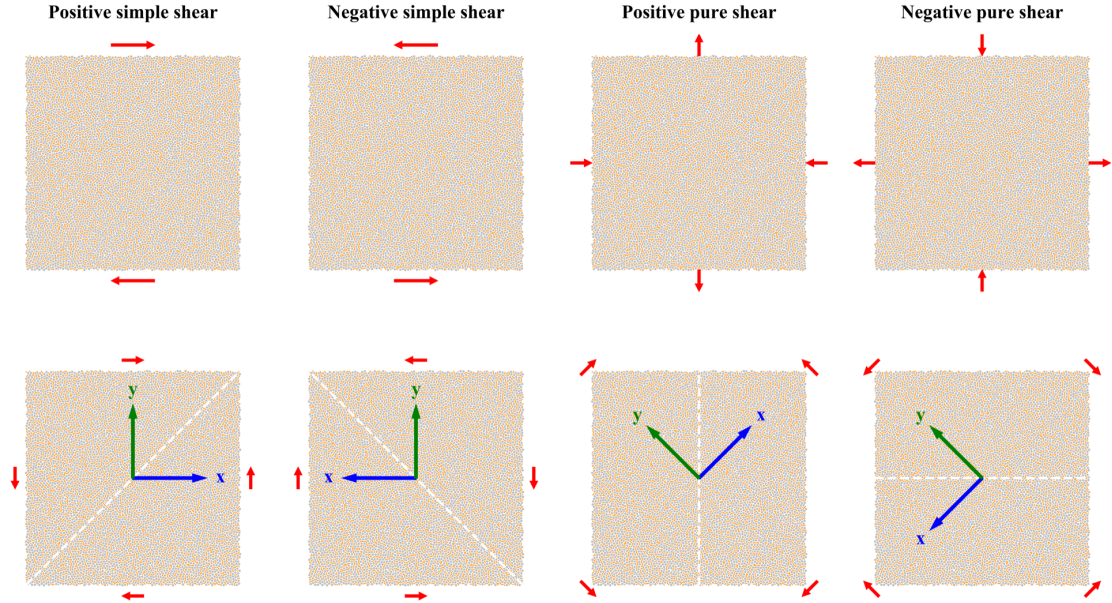 Positive simple shear
Negative simple shear
Positive pure shear
Negative pure shear
y
x
y
x
y
x
y
x